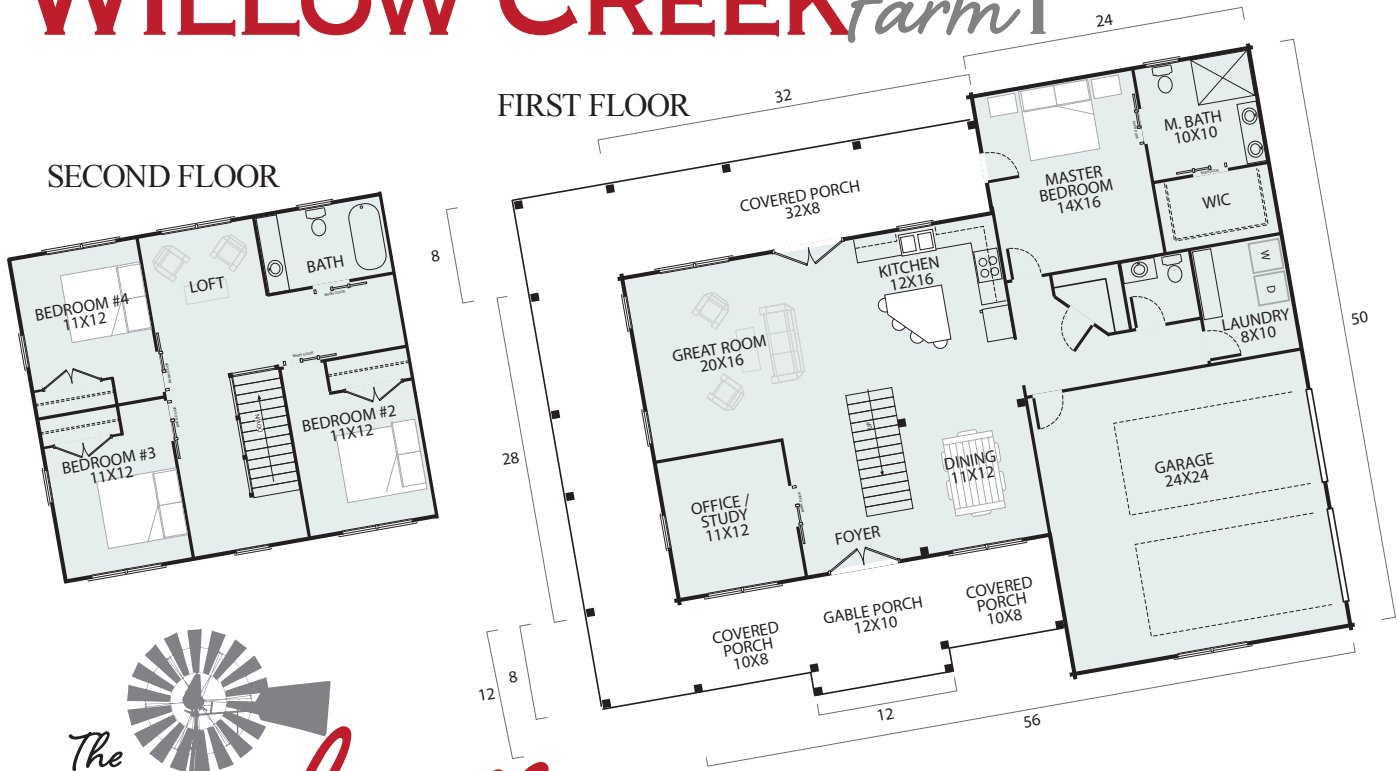 WILLOW CREEK farm I
FIRST FLOOR
SECOND FLOOR
24
32
8
28
50
12
8
12
56
BEDROOM #4
11X12
LOFT
BATH
BEDROOM #3
11X12
DOWN
BEDROOM #2
11X12
COVERED PORCH
32X8
MASTER
BEDROOM
14X16
M. BATH
10X10
WIC
KITCHEN
12X16
GREAT ROOM
20X16
W
D
LAUNDRY
8X10
UP
DINING
11X12
GARAGE
24X24
OFFICE /
STUDY
11X12
FOYER
COVERED
PORCH
10X8
GABLE PORCH
12X10
COVERED
PORCH
10X8
The